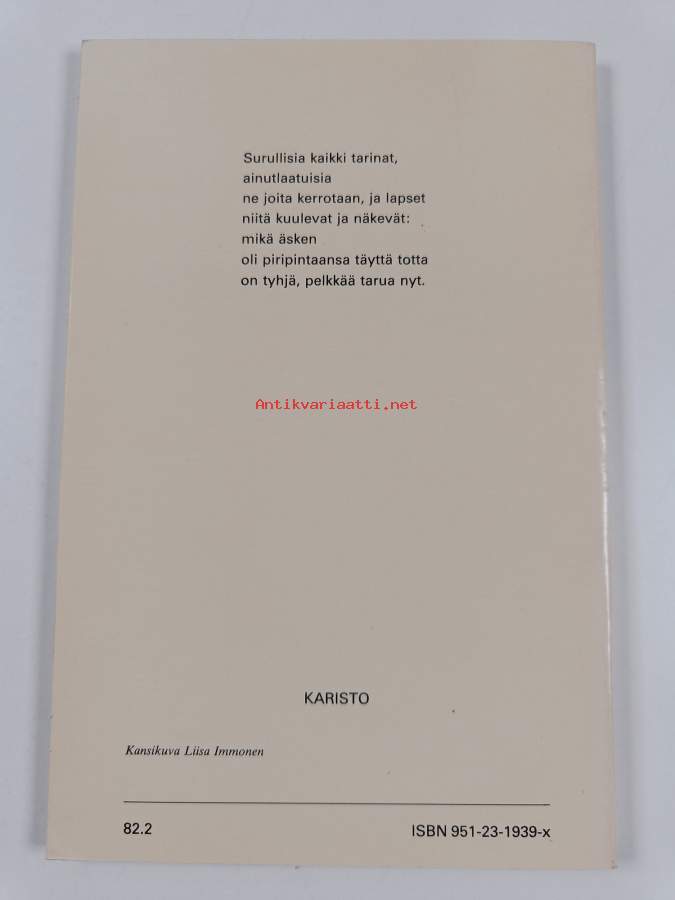 Surullisia kaikki tarinat,
ainutlaatuisia
ne joita kerrotaan, ja lapset
niitä kuulevat ja näkevät:
mikä äsken
oli piripintaansa täyttä totta
on tyhjä, pelkkää tarua nyt.
Antikvariaatti.net
KARISTO
Kansikuva Liisa Immonen
82.2 ISBN 951-23-1939-x